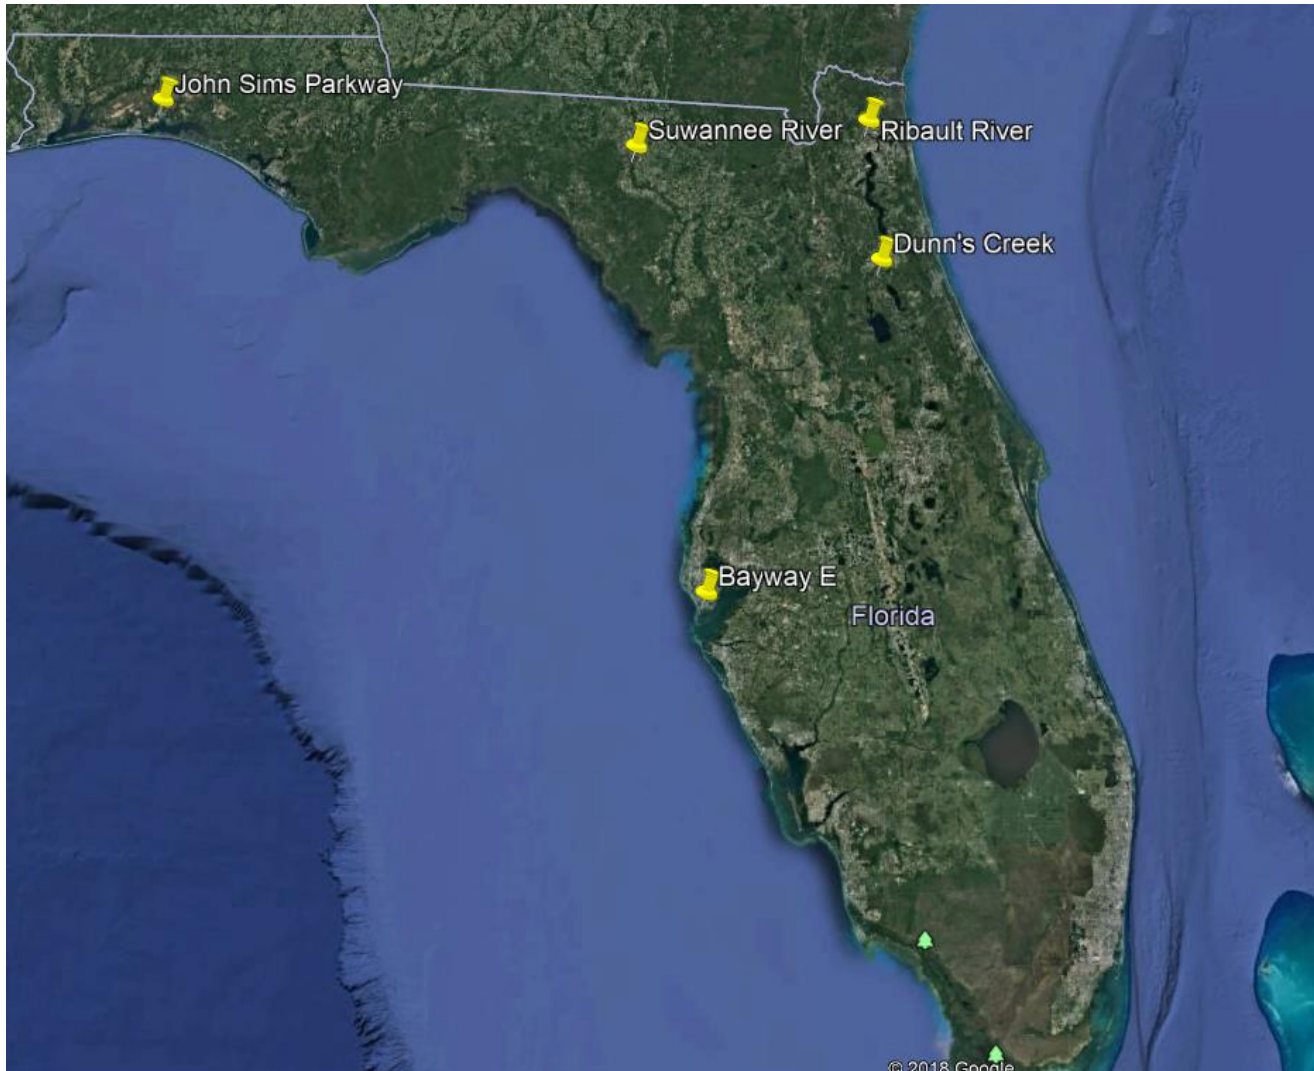 John Sims Parkway
Suwannee River
Ribault River
Dunn's Creek
Bayway E
Florida
© 2018 Google